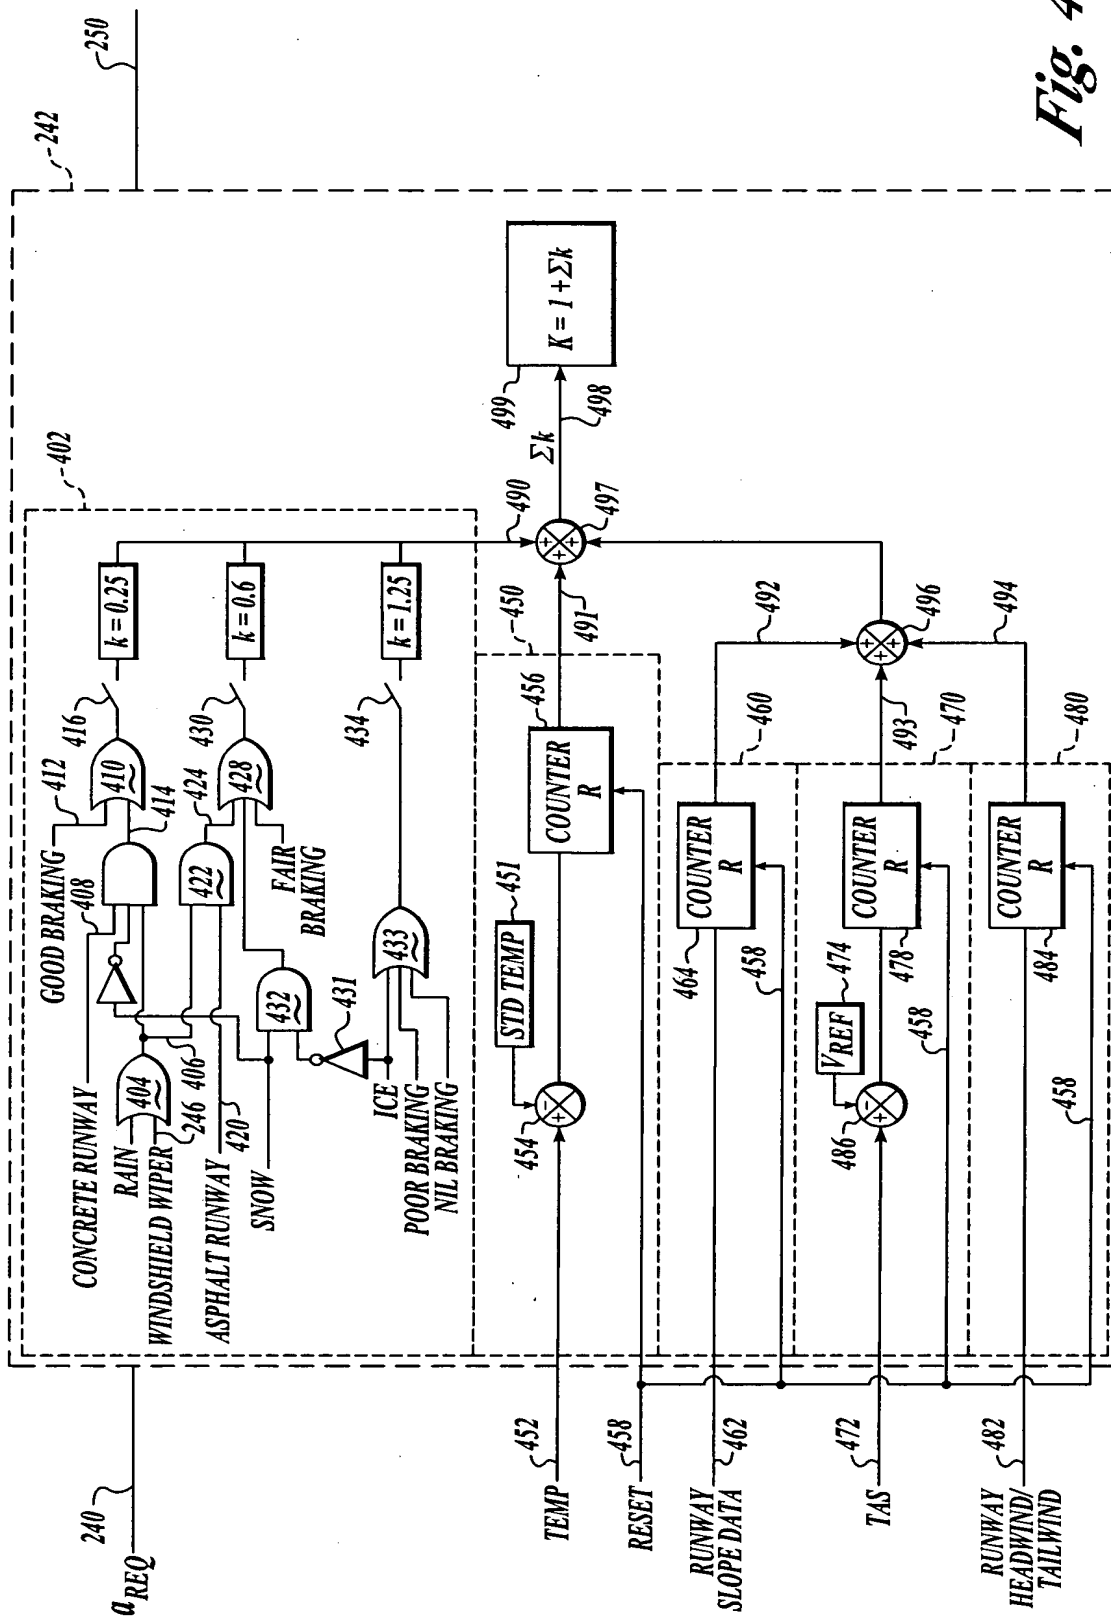 250
242
402
CONCRETE RUNWAY
GOOD BRAKING
412
408
410
416
k = 0.25
RAIN
404
414
WINDSHIELD WIPER
246
406
422
424
428
430
k = 0.6
ASPHALT RUNWAY
420
FAIR
BRAKING
SNOW
432
431
433
434
k = 1.25
ICE
POOR BRAKING
NIL BRAKING
490
a REQ
240
STD TEMP
451
450
TEMP
452
454
COUNTER
R
456
491
497
Σk
498
499
K = 1 + Σk
RESET
458
RUNWAY
SLOPE DATA
462
464
COUNTER
R
458
460
492
TAS
472
486
VREF
474
COUNTER
R
478
458
470
493
496
RUNWAY
HEADWIND/
TAILWIND
482
COUNTER
R
484
458
480
494
Fig. 4